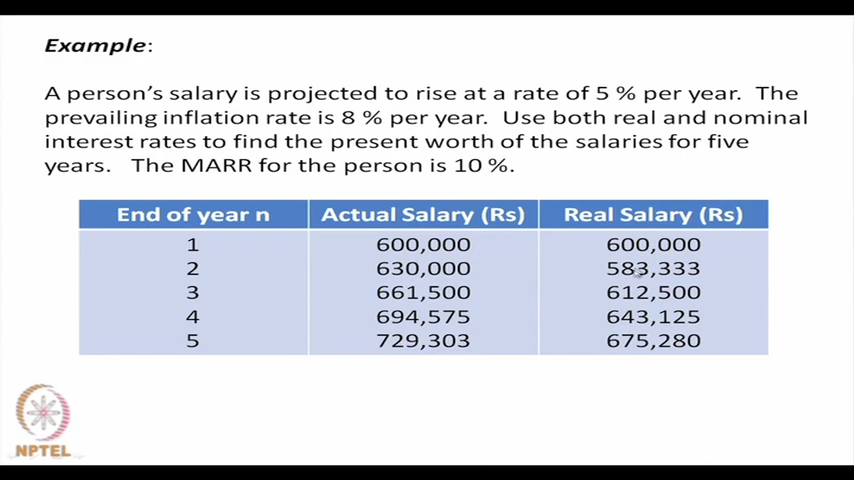 Example:
A person’s salary is projected to rise at a rate of 5 % per year. The
prevailing inflation rate is 8 % per year. Use both real and nominal
interest rates to find the present worth of the salaries for five
years. The MARR for the person is 10 %.
End of year n Actual Salary (Rs) Real Salary (Rs)
1 600,000 600,000
2 630,000 583,333
3 661,500 612,500
4 694,575 643,125
5 729,303 675,280
NPTEL